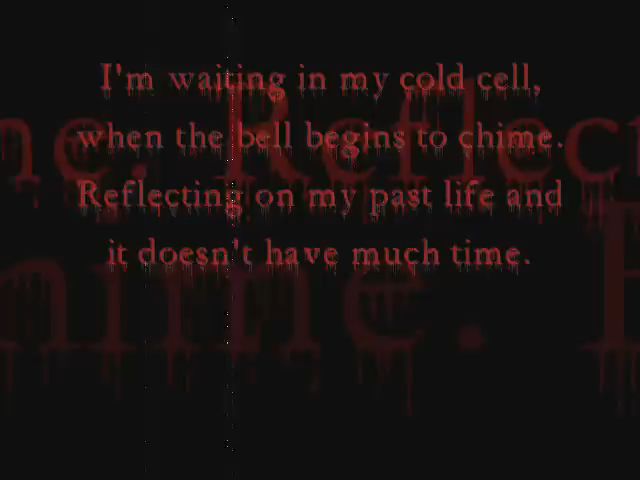 I'm waiting in my cold cell,
when the bell begins to chime.
Reflecting on my past life and
it doesn't have much time.